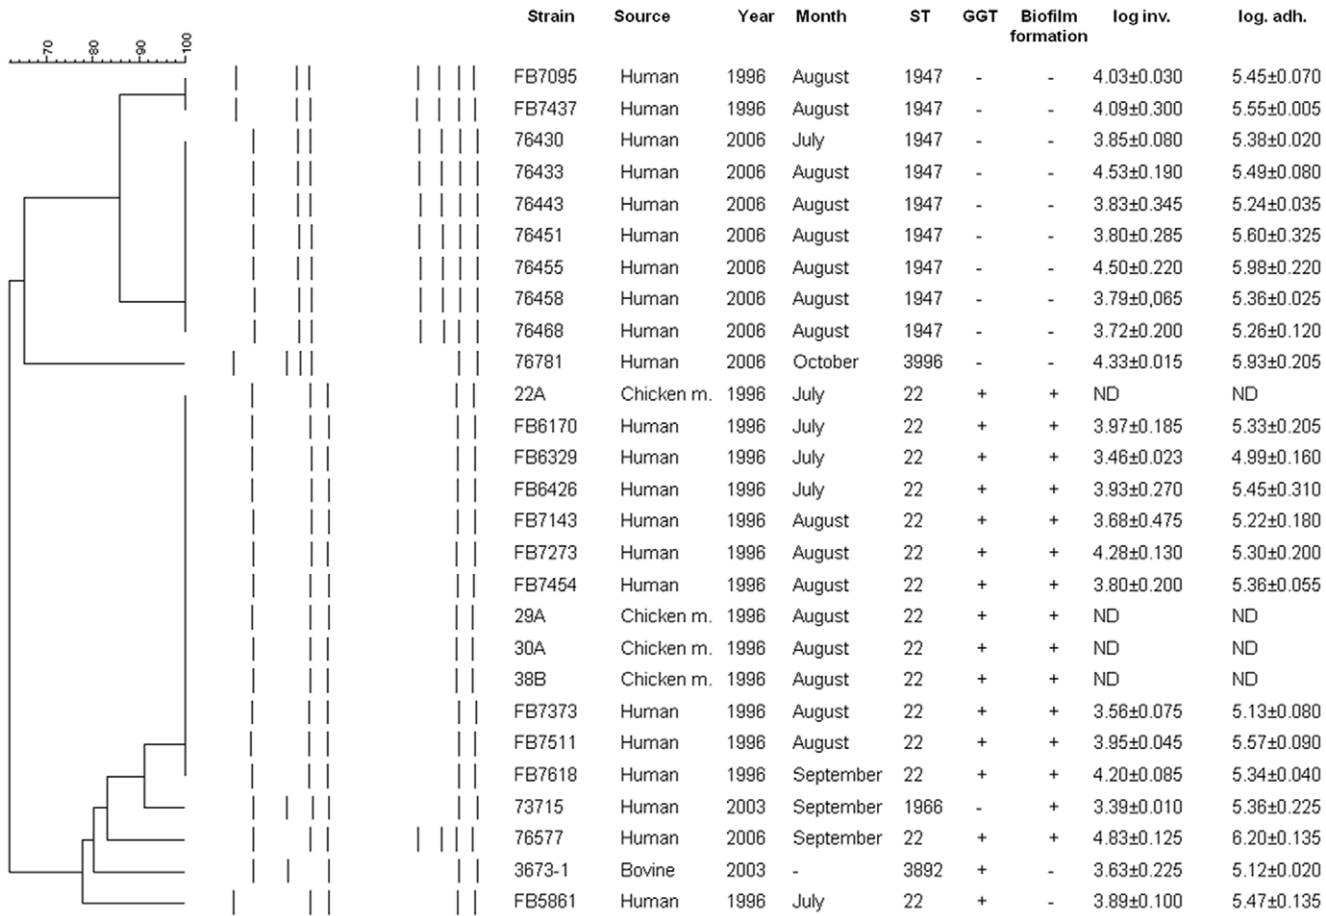 Strain Source Year Month ST GGT Biofilm formation log inv. log. adh.
70 80 90 100
FB7095 Human 1996 August 1947 - - 4.03±0.030 5.45±0.070
FB7437 Human 1996 August 1947 - - 4.09±0.300 5.55±0.005
76430 Human 2006 July 1947 - - 3.85±0.080 5.38±0.020
76433 Human 2006 August 1947 - - 4.53±0.190 5.49±0.080
76443 Human 2006 August 1947 - - 3.83±0.345 5.24±0.035
76451 Human 2006 August 1947 - - 3.80±0.285 5.60±0.325
76455 Human 2006 August 1947 - - 4.50±0.220 5.98±0.220
76458 Human 2006 August 1947 - - 3.79±0,065 5.36±0.025
76468 Human 2006 August 1947 - - 3.72±0.200 5.26±0.120
76781 Human 2006 October 3996 - - 4.33±0.015 5.93±0.205
22A Chicken m. 1996 July 22 + + ND ND
FB6170 Human 1996 July 22 + + 3.97±0.185 5.33±0.205
FB6329 Human 1996 July 22 + + 3.46±0.023 4.99±0.160
FB6426 Human 1996 July 22 + + 3.93±0.270 5.45±0.310
FB7143 Human 1996 August 22 + + 3.68±0.475 5.22±0.180
FB7273 Human 1996 August 22 + + 4.28±0.130 5.30±0.200
FB7454 Human 1996 August 22 + + 3.80±0.200 5.36±0.055
29A Chicken m. 1996 August 22 + + ND ND
30A Chicken m. 1996 August 22 + + ND ND
38B Chicken m. 1996 August 22 + + ND ND
FB7373 Human 1996 August 22 + + 3.56±0.075 5.13±0.080
FB7511 Human 1996 August 22 + + 3.95±0.045 5.57±0.090
FB7618 Human 1996 September 22 + + 4.20±0.085 5.34±0.040
73715 Human 2003 September 1966 - + 3.39±0.010 5.36±0.225
76577 Human 2006 September 22 + + 4.83±0.125 6.20±0.135
3673-1 Bovine 2003 - 3892 + - 3.63±0.225 5.12±0.020
FB5861 Human 1996 July 22 + - 3.89±0.100 5.47±0.135